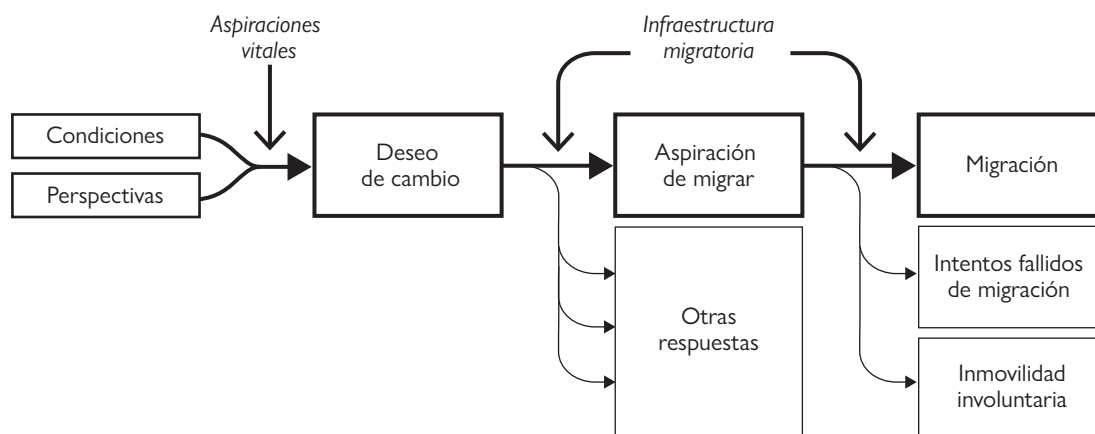 Aspiraciones
vitales
Infraestructura
migratoria
Condiciones
Perspectivas
Deseo
de cambio
Aspiración
de migrar
Migración
Otras
respuestas
Intentos fallidos
de migración
Inmovilidad
involuntaria